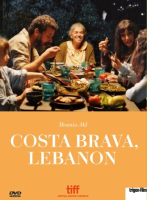 Mounia Akl
COSTA BRAVA,
LEBANON
tiff
DVD
trigon-film